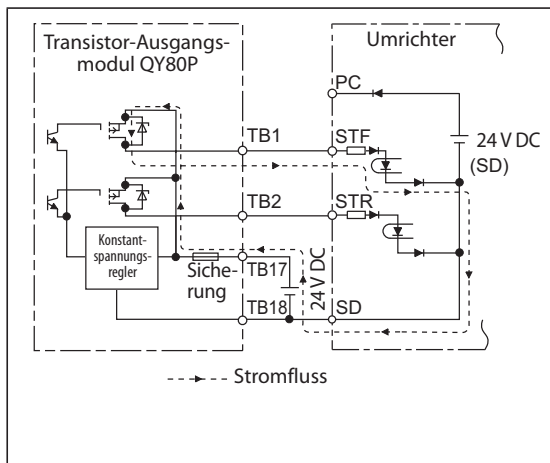 Transistor-Ausgangs-
modul QY80P
Umrichter
PC
TB1
STF
24 V DC
(SD)
TB2
STR
Konstant-
spannungs-
regler
Siche-
rung
TB17
24 V DC
TB18
SD
Stromfluss